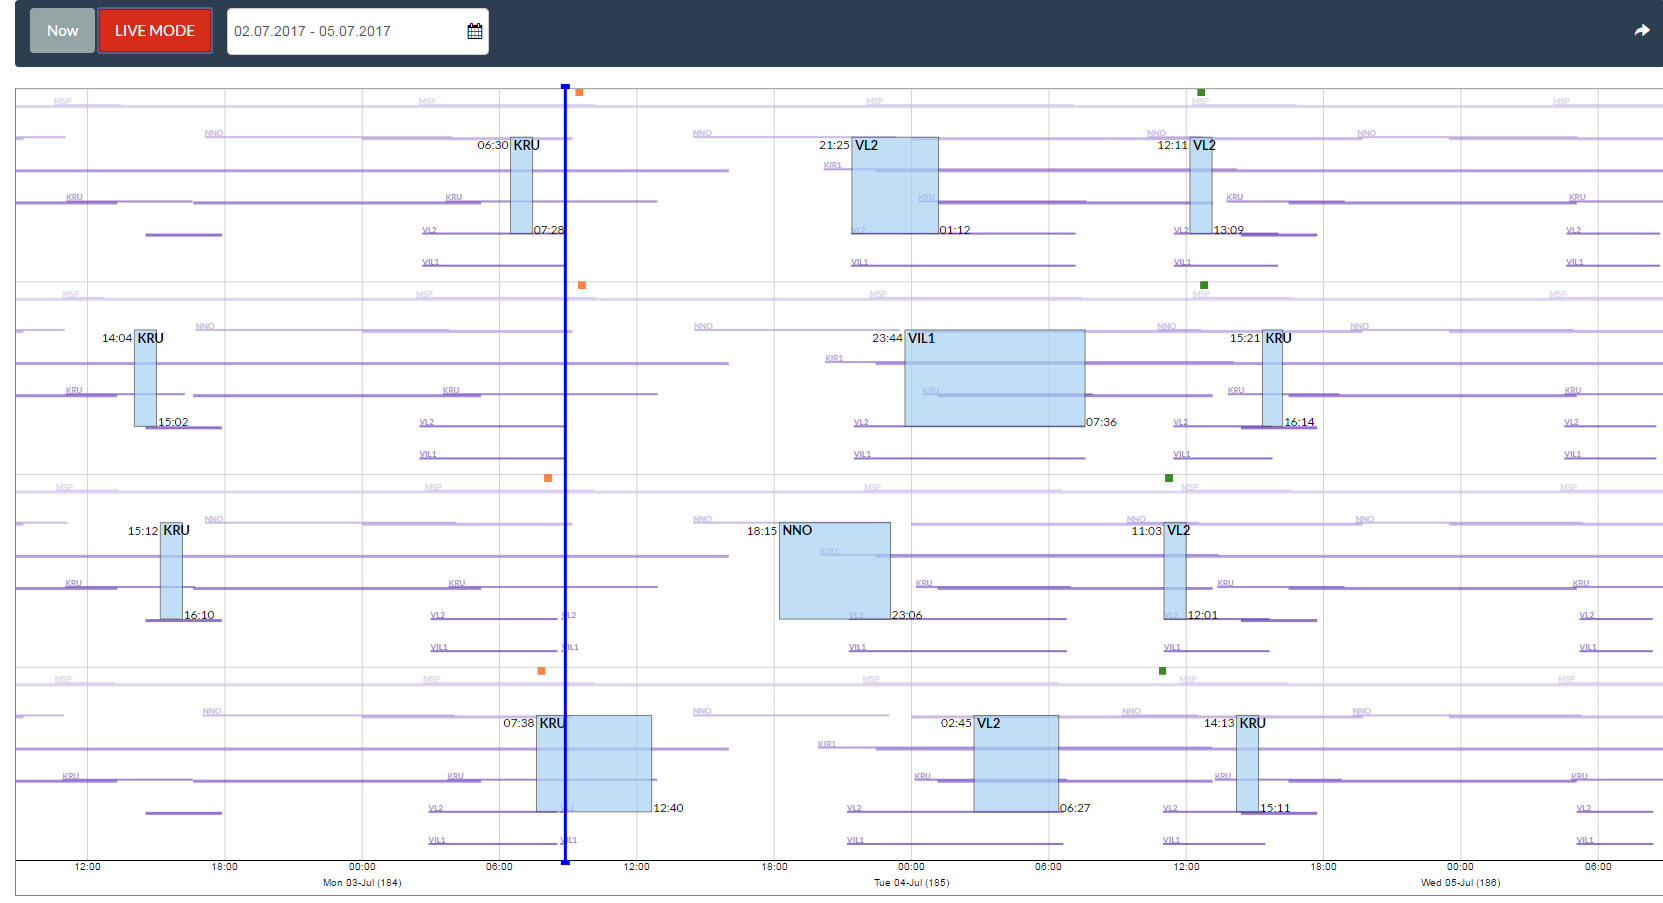 Now LIVE MODE 02.07.2017 - 05.07.2017
MSP MSP MSP MSP MSP
NNO NNO NNO NNO
06:30 KRU 21:25 VL2 12:11 VL2
KIR1
KRU KRU KRU KRU KRU
VL2 07:28 VL2 01:12 VL2 13:09 VL2
VIL1 VIL1 VIL1 VIL1
MSP MSP MSP MSP MSP
NNO NNO NNO NNO
14:04 KRU 23:44 VIL1 15:21 KRU
KIR1
KRU KRU KRU KRU KRU
15:02 VL2 VL2 07:36 VL2 16:14 VL2
VIL1 VIL1 VIL1 VIL1
MSP MSP MSP MSP MSP
NNO NNO NNO NNO
15:12 KRU 18:15 NNO 11:03 VL2
KIR1
KRU KRU KRU KRU KRU
16:10 VL2 VL2 VL2 23:06 VL2 12:01 VL2
VIL1 VIL1 VIL1 VIL1 VIL1
MSP MSP MSP MSP MSP
NNO NNO NNO NNO
07:38 KRU 02:45 VL2 14:13 KRU
KIR1
KRU KRU KRU KRU KRU
VL2 VL2 12:40 VL2 06:27 VL2 15:11 VL2
VIL1 VIL1 VIL1 VIL1 VIL1
12:00 18:00 00:00 06:00 12:00 18:00 00:00 06:00 12:00 18:00 00:00 06:00
Mon 03-Jul (184) Tue 04-Jul (185) Wed 05-Jul (186)